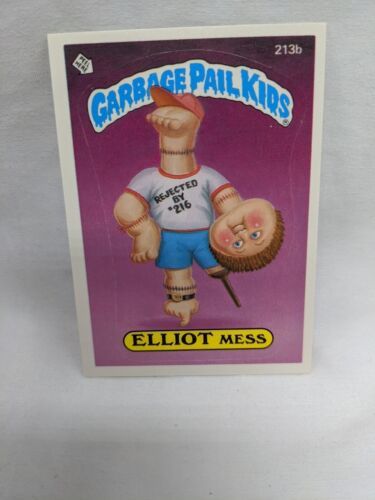 213b
GARBAGE PAIL KIDS
REJECTED
BY
#216
ELLIOT MESS